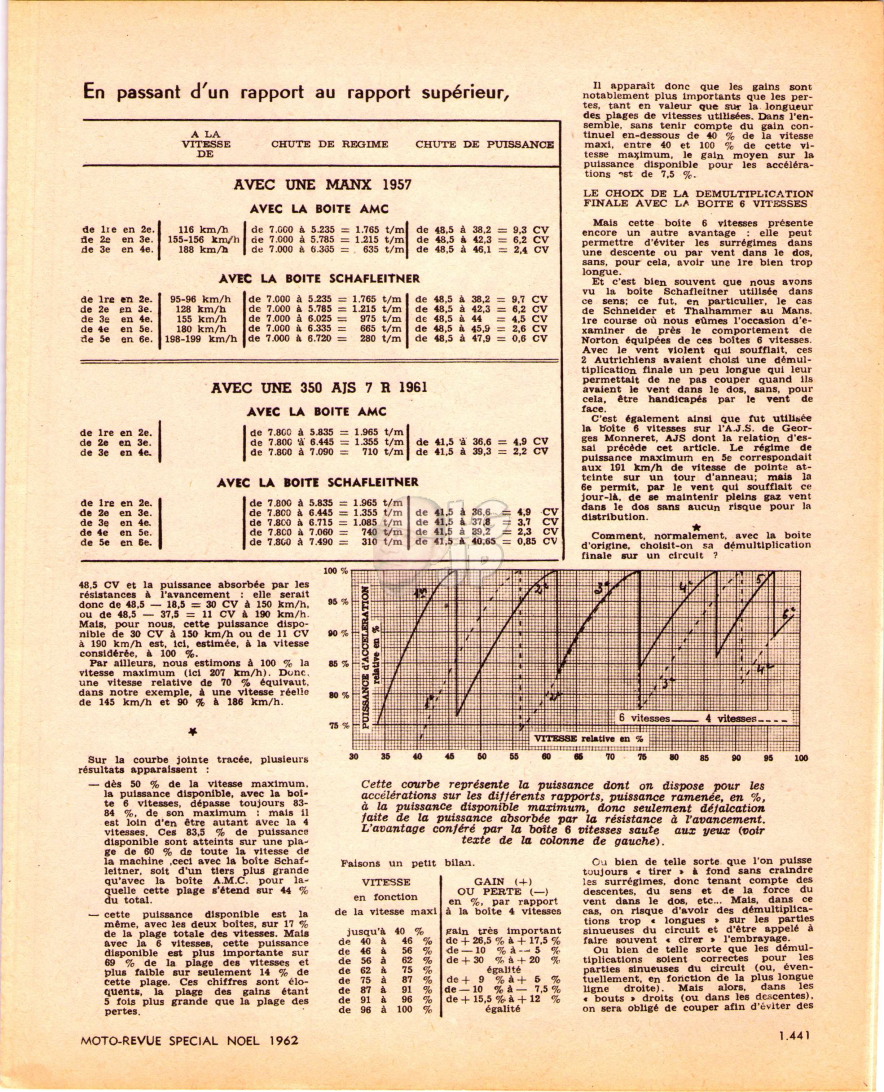 En passant d'un rapport au rapport supérieur,
A LA
VITESSE
DE
CHUTE DE REGIME
CHUTE DE PUISSANCE
AVEC UNE MANX 1957
AVEC LA BOITE AMC
de 1re en 2e. 116 km/h de 7.000 à 5.235 = 1.765 t/m de 48,5 à 38,2 = 9,3 CV
de 2e en 3e. 155-156 km/h de 7.000 à 5.785 = 1.215 t/m de 48,5 à 42,3 = 6,2 CV
de 3e en 4e. 188 km/h de 7.000 à 6.365 = 635 t/m de 48,5 à 46,1 = 2,4 CV
AVEC LA BOITE SCHAFLEITNER
de 1re en 2e. 95-96 km/h de 7.000 à 5.235 = 1.765 t/m de 48,5 à 38,2 = 9,7 CV
de 2e en 3e. 128 km/h de 7.000 à 5.785 = 1.215 t/m de 48,5 à 42,3 = 6,2 CV
de 3e en 4e. 155 km/h de 7.000 à 6.025 = 975 t/m de 48,5 à 44 = 4,5 CV
de 4e en 5e. 180 km/h de 7.000 à 6.335 = 665 t/m de 48,5 à 45,9 = 2,6 CV
de 5e en 6e. 198-199 km/h de 7.000 à 6.720 = 280 t/m de 48,5 à 47,9 = 0,6 CV
AVEC UNE 350 AJS 7 R 1961
AVEC LA BOITE AMC
de 1re en 2e. de 7.800 à 5.835 = 1.965 t/m
de 2e en 3e. de 7.800 à 6.445 = 1.355 t/m de 41,5 à 36,6 = 4,9 CV
de 3e en 4e. de 7.800 à 7.090 = 710 t/m de 41,5 à 39,3 = 2,2 CV
AVEC LA BOITE SCHAFLEITNER
de 1re en 2e. de 7.800 à 5.835 = 1.965 t/m
de 2e en 3e. de 7.800 à 6.445 = 1.355 t/m de 41,5 à 36,6 = 4,9 CV
de 3e en 4e. de 7.800 à 6.715 = 1.085 t/m de 41,5 à 37,8 = 3,7 CV
de 4e en 5e. de 7.800 à 7.060 = 740 t/m de 41,5 à 39,2 = 2,3 CV
de 5e en 6e. de 7.800 à 7.490 = 310 t/m de 41,5 à 40,65 = 0,85 CV
48,5 CV et la puissance absorbée par les
résistances à l'avancement : elle serait
donc de 48,5 — 18,5 = 30 CV à 150 km/h,
ou de 48,5 — 37,5 = 11 CV à 190 km/h.
Mais, pour nous, cette puissance dispo-
nible de 30 CV à 150 km/h ou de 11 CV
à 190 km/h est, ici, estimée, à la vitesse
considérée, à 100 %.
Par ailleurs, nous estimons à 100 % la
vitesse maximum (ici 207 km/h). Donc,
une vitesse relative de 70 % équivaut,
dans notre exemple, à une vitesse réelle
de 145 km/h et 90 % à 186 km/h.
Sur la courbe jointe tracée, plusieurs
résultats apparaissent :
— dès 50 % de la vitesse maximum,
la puissance disponible, avec la boî-
te 6 vitesses, dépasse toujours 83-
84 %, de son maximum : mais il
est loin d'en être autant avec la 4
vitesses. Ces 83,5 % de puissance
disponible sont atteints sur une pla-
ge de 60 % de toute la vitesse de
la machine ,ceci avec la boîte Schaf-
leitner, soit d'un tiers plus grande
qu'avec la boîte A.M.C. pour la-
quelle cette plage s'étend sur 44 %
du total.
— cette puissance disponible est la
même, avec les deux boîtes, sur 17 %
de la plage totale des vitesses. Mais
avec la 6 vitesses, cette puissance
disponible est plus importante sur
69 % de la plage des vitesses et
plus faible sur seulement 14 % de
cette plage. Ces chiffres sont élo-
quents, la plage des gains étant
5 fois plus grande que la plage des
pertes.
Il apparaît donc que les gains sont
notablement plus importants que les per-
tes, tant en valeur que sur la longueur
des plages de vitesses utilisées. Dans l'en-
semble, sans tenir compte du gain con-
tinuel en-dessous de 40 % de la vitesse
maxi, entre 40 et 100 % de cette vi-
tesse maximum, le gain moyen sur la
puissance disponible pour les accéléra-
tions est de 7,5 %.
LE CHOIX DE LA DEMULTIPLICATION
FINALE AVEC LA BOITE 6 VITESSES
Mais cette boîte 6 vitesses présente
encore un autre avantage : elle peut
permettre d'éviter les surrégimes dans
une descente ou par vent dans le dos,
sans, pour cela, avoir une 1re bien trop
longue.
Et c'est bien souvent que nous avons
vu la boîte Schafleitner utilisée dans
ce sens; ce fut, en particulier, le cas
de Schneider et Thalhammer au Mans,
1re course où nous eûmes l'occasion d'e-
xaminer de près le comportement de
Norton équipées de ces boîtes 6 vitesses.
Avec le vent violent qui soufflait, ces
2 Autrichiens avaient choisi une démul-
tiplication finale un peu longue qui leur
permettait de ne pas couper quand ils
avaient le vent dans le dos, sans, pour
cela, être handicapés par le vent de
face.
C'est également ainsi que fut utilisée
la boîte 6 vitesses sur l'A.J.S. de Geor-
ges Monneret, AJS dont la relation d'es-
sai précède cet article. Le régime de
puissance maximum en 5e correspondait
aux 191 km/h de vitesse de pointe at-
teinte sur un tour d'anneau; mais la
6e permit, par le vent qui soufflait ce
jour-là, de se maintenir pleins gaz vent
dans le dos sans aucun risque pour la
distribution.
Comment, normalement, avec la boîte
d'origine, choisit-on sa démultiplication
finale sur un circuit ?
100 %
95 %
90 %
85 %
80 %
75 %
PUISSANCE d'ACCELERATION
relative en %
1re 2e 3e 4e 5e 6e
1re 2e 3e 4e
6 vitesses 4 vitesses
VITESSE relative en %
30 35 40 45 50 55 60 65 70 75 80 85 90 95 100
Cette courbe représente la puissance dont on dispose pour les
accélérations sur les différents rapports, puissance ramenée, en %,
à la puissance disponible maximum, donc seulement défalcation
faite de la puissance absorbée par la résistance à l'avancement.
L'avantage conféré par la boîte 6 vitesses saute aux yeux (voir
texte de la colonne de gauche).
Faisons un petit bilan.
VITESSE
en fonction
de la vitesse maxi
GAIN (+)
OU PERTE (—)
en %, par rapport
à la boîte 4 vitesses
jusqu'à 40 % gain très important
de 40 à 46 % de + 26,5 % à + 17,5 %
de 46 à 56 % de — 10 % à — 5 %
de 56 à 62 % de + 30 % à + 20 %
de 62 à 75 % égalité
de 75 à 87 % de + 9 % à + 5 %
de 87 à 91 % de — 10 % à — 7,5 %
de 91 à 96 % de + 15,5 % à + 12 %
de 96 à 100 % égalité
Ou bien de telle sorte que l'on puisse
toujours « tirer » à fond sans craindre
les surrégimes, donc tenant compte des
descentes, du sens et de la force du
vent dans le dos, etc... Mais, dans ce
cas, on risque d'avoir des démultiplica-
tions trop « longues » sur les parties
sinueuses du circuit et d'être appelé à
faire souvent « cirer » l'embrayage.
Ou bien de telle sorte que les démul-
tiplications soient correctes pour les
parties sinueuses du circuit (ou, éven-
tuellement, en fonction de la plus longue
ligne droite). Mais alors, dans les
« bouts » droits (ou dans les descentes),
on sera obligé de couper afin d'éviter des
MOTO-REVUE SPECIAL NOEL 1962
1.441